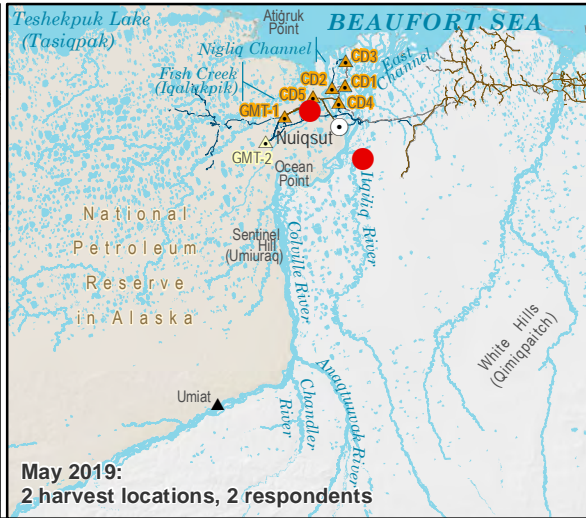 Teshekpuk Lake
(Tasiqpak)
Atigruk
Point
BEAUFORT SEA
Nigliq Channel
East
Channel
Fish Creek
(Iqalukpik)
CD3
CD2
CD1
CD5
CD4
GMT-1
Nuiqsut
GMT-2
Ocean
Point
Itqiliq River
National
Petroleum
Reserve
in Alaska
Sentinel
Hill
(Umiuraq)
Colville River
White Hills
(Qimiqpaitch)
Umiat
Chandler
River
Anaqtuuvak River
May 2019:
2 harvest locations, 2 respondents